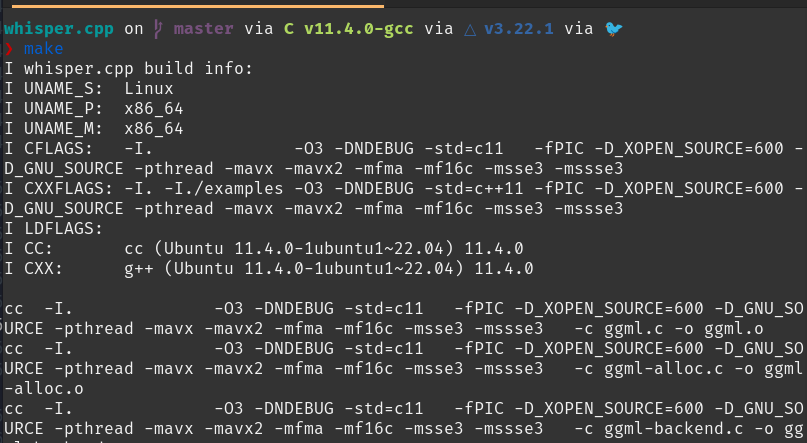 whisper.cpp on master via C v11.4.0-gcc via △ v3.22.1 via 🐦
❯ make
I whisper.cpp build info:
I UNAME_S:  Linux
I UNAME_P:  x86_64
I UNAME_M:  x86_64
I CFLAGS:   -I.              -O3 -DNDEBUG -std=c11   -fPIC -D_XOPEN_SOURCE=600 -
D_GNU_SOURCE -pthread -mavx -mavx2 -mfma -mf16c -msse3 -mssse3
I CXXFLAGS: -I. -I./examples -O3 -DNDEBUG -std=c++11 -fPIC -D_XOPEN_SOURCE=600 -
D_GNU_SOURCE -pthread -mavx -mavx2 -mfma -mf16c -msse3 -mssse3
I LDFLAGS:
I CC:       cc (Ubuntu 11.4.0-1ubuntu1~22.04) 11.4.0
I CXX:      g++ (Ubuntu 11.4.0-1ubuntu1~22.04) 11.4.0
cc  -I.              -O3 -DNDEBUG -std=c11   -fPIC -D_XOPEN_SOURCE=600 -D_GNU_SO
URCE -pthread -mavx -mavx2 -mfma -mf16c -msse3 -mssse3   -c ggml.c -o ggml.o
cc  -I.              -O3 -DNDEBUG -std=c11   -fPIC -D_XOPEN_SOURCE=600 -D_GNU_SO
URCE -pthread -mavx -mavx2 -mfma -mf16c -msse3 -mssse3   -c ggml-alloc.c -o ggml
-alloc.o
cc  -I.              -O3 -DNDEBUG -std=c11   -fPIC -D_XOPEN_SOURCE=600 -D_GNU_SO
URCE -pthread -mavx -mavx2 -mfma -mf16c -msse3 -mssse3   -c ggml-backend.c -o gg